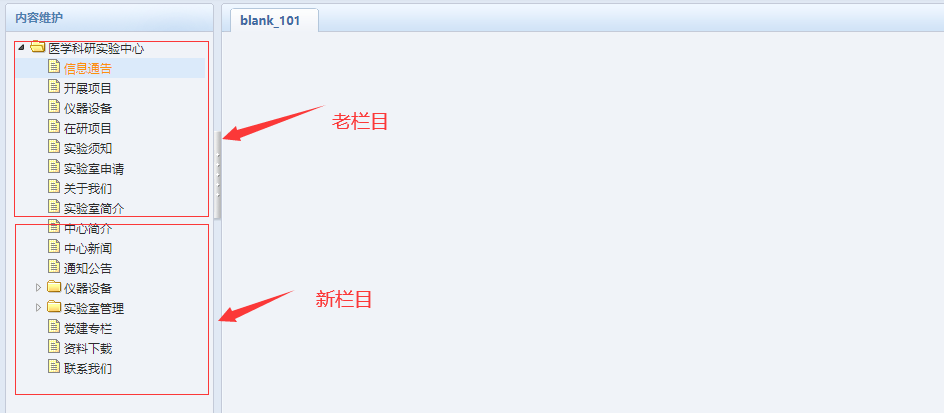 内容维护
blank_101
医学科研实验中心
信息通告
开展项目
仪器设备
在研项目
实验须知
实验室申请
关于我们
实验室简介
中心简介
中心新闻
通知公告
仪器设备
实验室管理
党建专栏
资料下载
联系我们
老栏目
新栏目